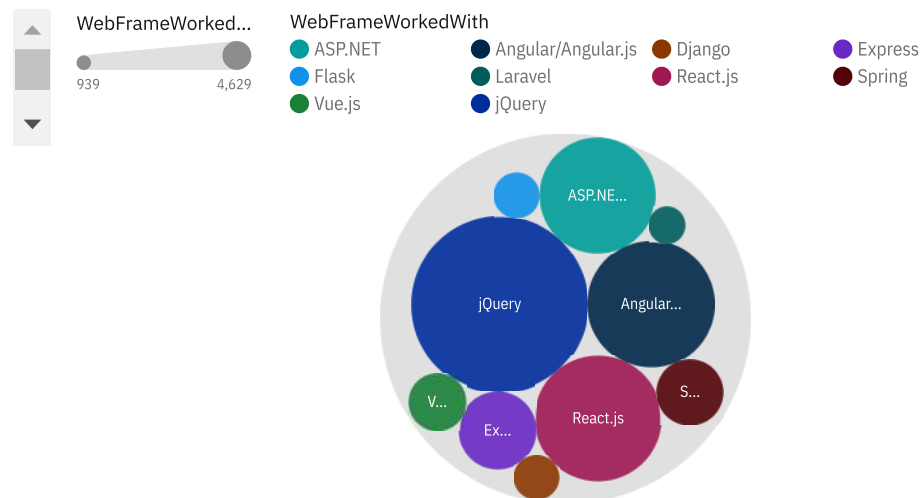 WebFrameWorked...
939
4,629
WebFrameWorkedWith
ASP.NET Angular/Angular.js Django Express
Flask Laravel React.js Spring
Vue.js jQuery
ASP.NE...
jQuery
Angular...
S...
V...
React.js
Ex...